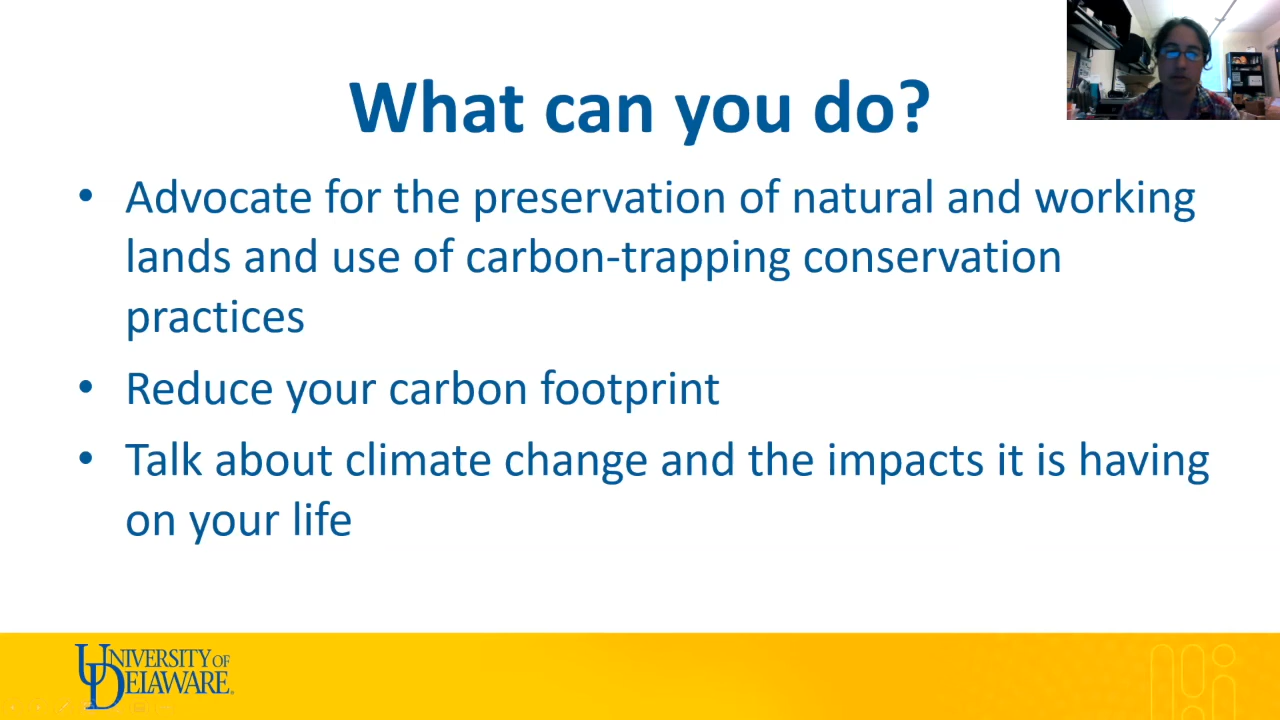 What can you do?
• Advocate for the preservation of natural and working
lands and use of carbon-trapping conservation
practices
• Reduce your carbon footprint
• Talk about climate change and the impacts it is having
on your life
UNIVERSITY OF
DELAWARE.